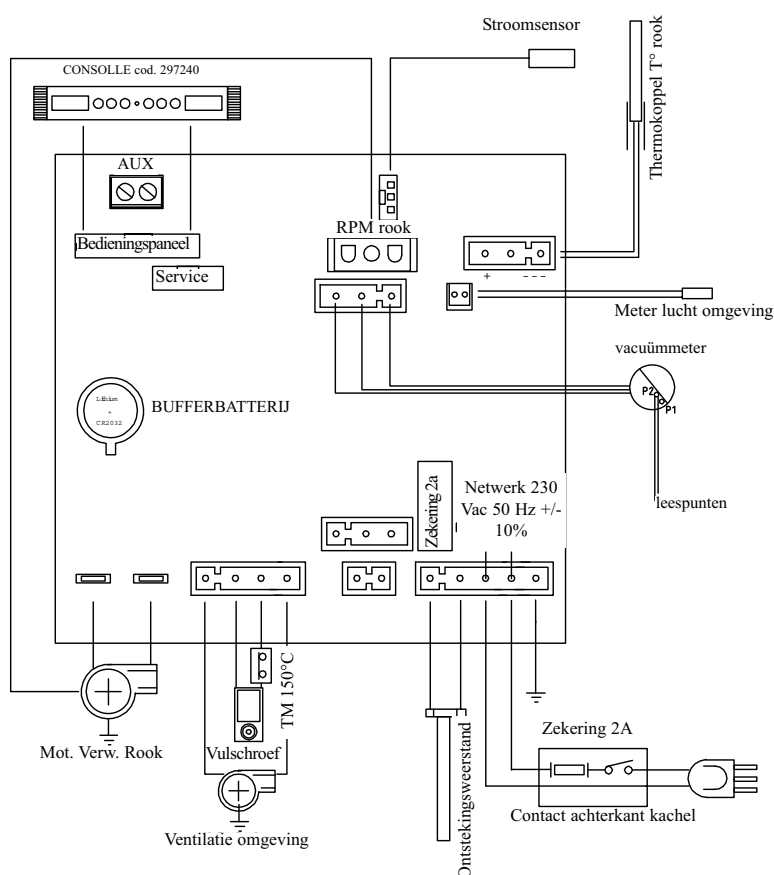 Stroomsensor
CONSOLLE cod. 297240
Thermokoppel T° rook
AUX
RPM rook
Bedieningspaneel
Service
+
---
Meter lucht omgeving
vacuümmeter
P2
P1
Lithium
+
CR2032
BUFFERBATTERIJ
leespunten
Zekering 2a
Netwerk 230
Vac 50 Hz +/-
10%
TM 150°C
Vulschroef
Mot. Verw. Rook
Ventilatie omgeving
Ontstekingsweerstand
Zekering 2A
Contact achterkant kachel